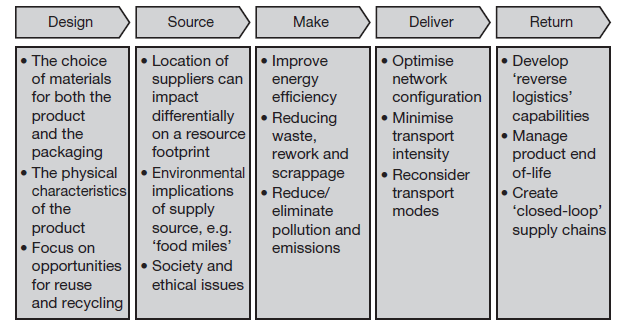 Design
Source
Make
Deliver
Return
• The choice
of materials
for both the
product
and the
packaging
• The physical
characteristics
of the
product
• Focus on
opportunities
for reuse
and recycling
• Location of
suppliers can
impact
differentially
on a resource
footprint
• Environmental
implications
of supply
source, e.g.
‘food miles’
• Society and
ethical issues
• Improve
energy
efficiency
• Reducing
waste,
rework and
scrappage
• Reduce/
eliminate
pollution and
emissions
• Optimise
network
configuration
• Minimise
transport
intensity
• Reconsider
transport
modes
• Develop
‘reverse
logistics’
capabilities
• Manage
product end
of-life
• Create
‘closed-loop’
supply chains